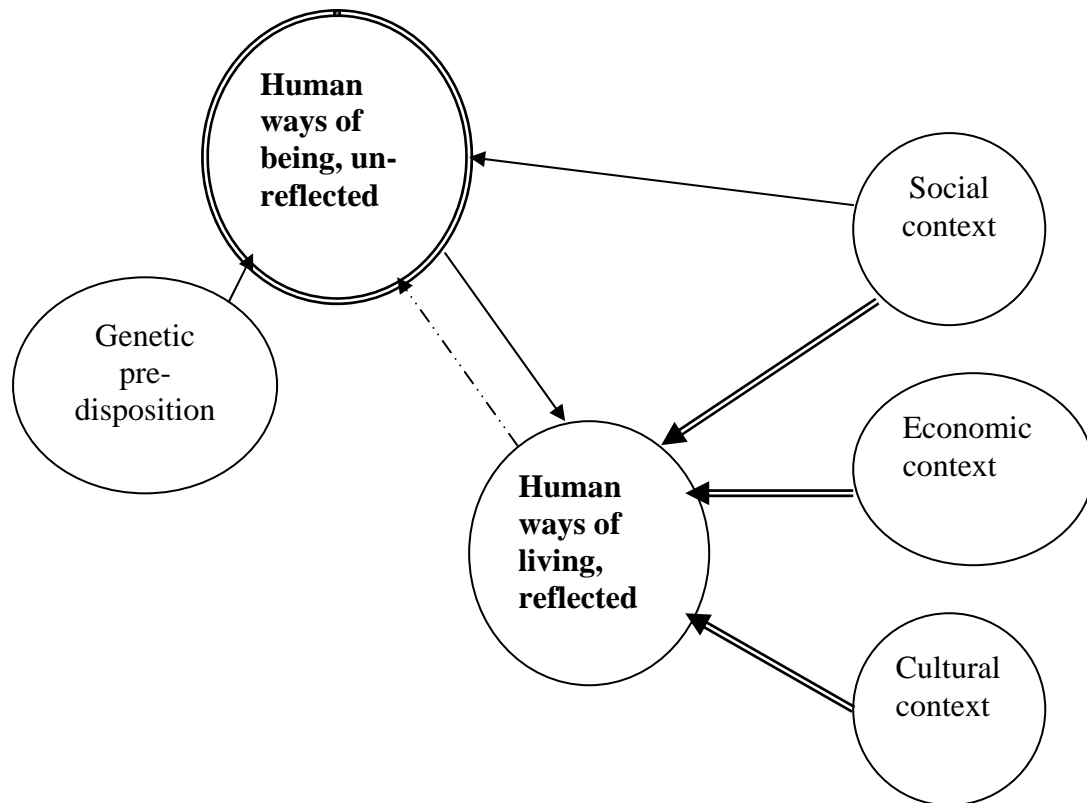 Human
ways of
being, un-
reflected
Social
context
Genetic
pre-
disposition
Economic
context
Human
ways of
living,
reflected
Cultural
context